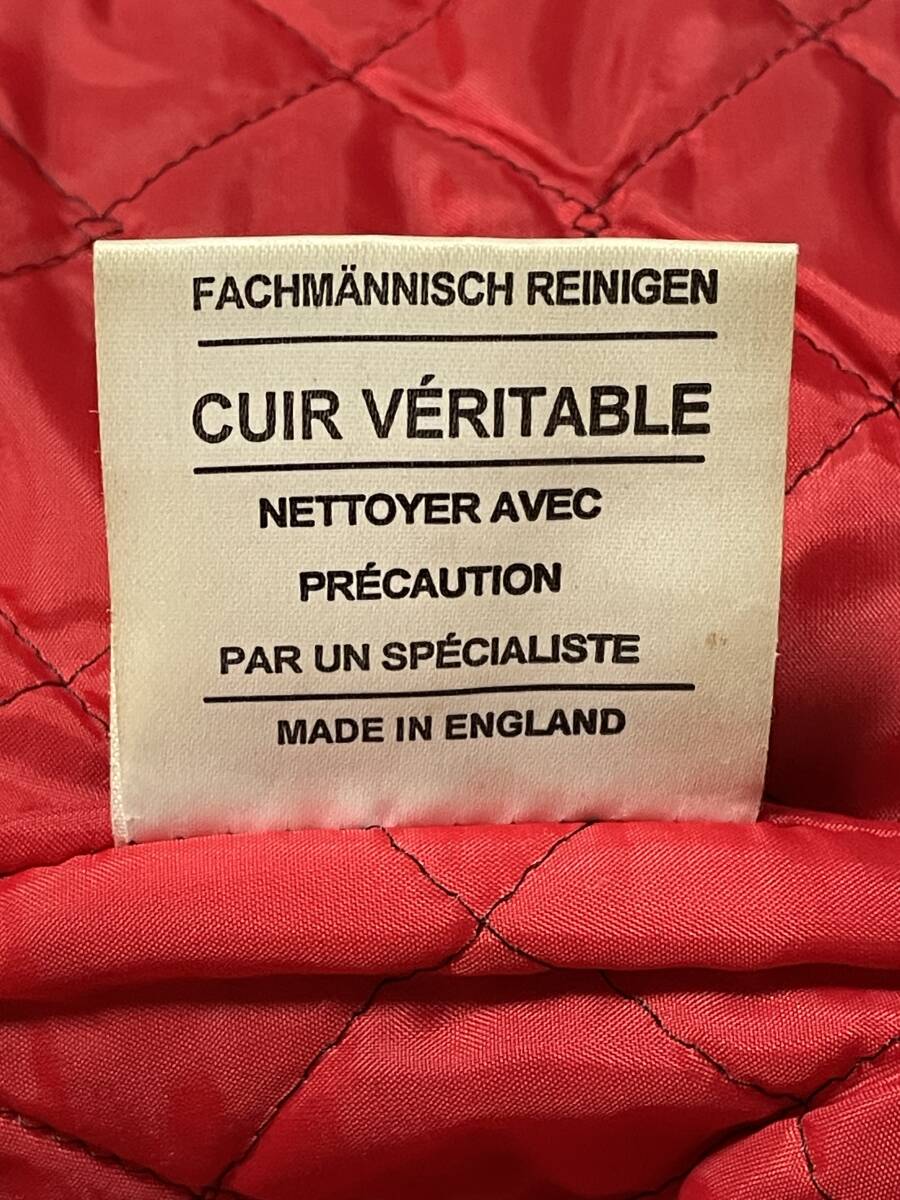 FACHMÄNNISCH REINIGEN
CUIR VÉRITABLE
NETTOYER AVEC
PRÉCAUTION
PAR UN SPÉCIALISTE
MADE IN ENGLAND